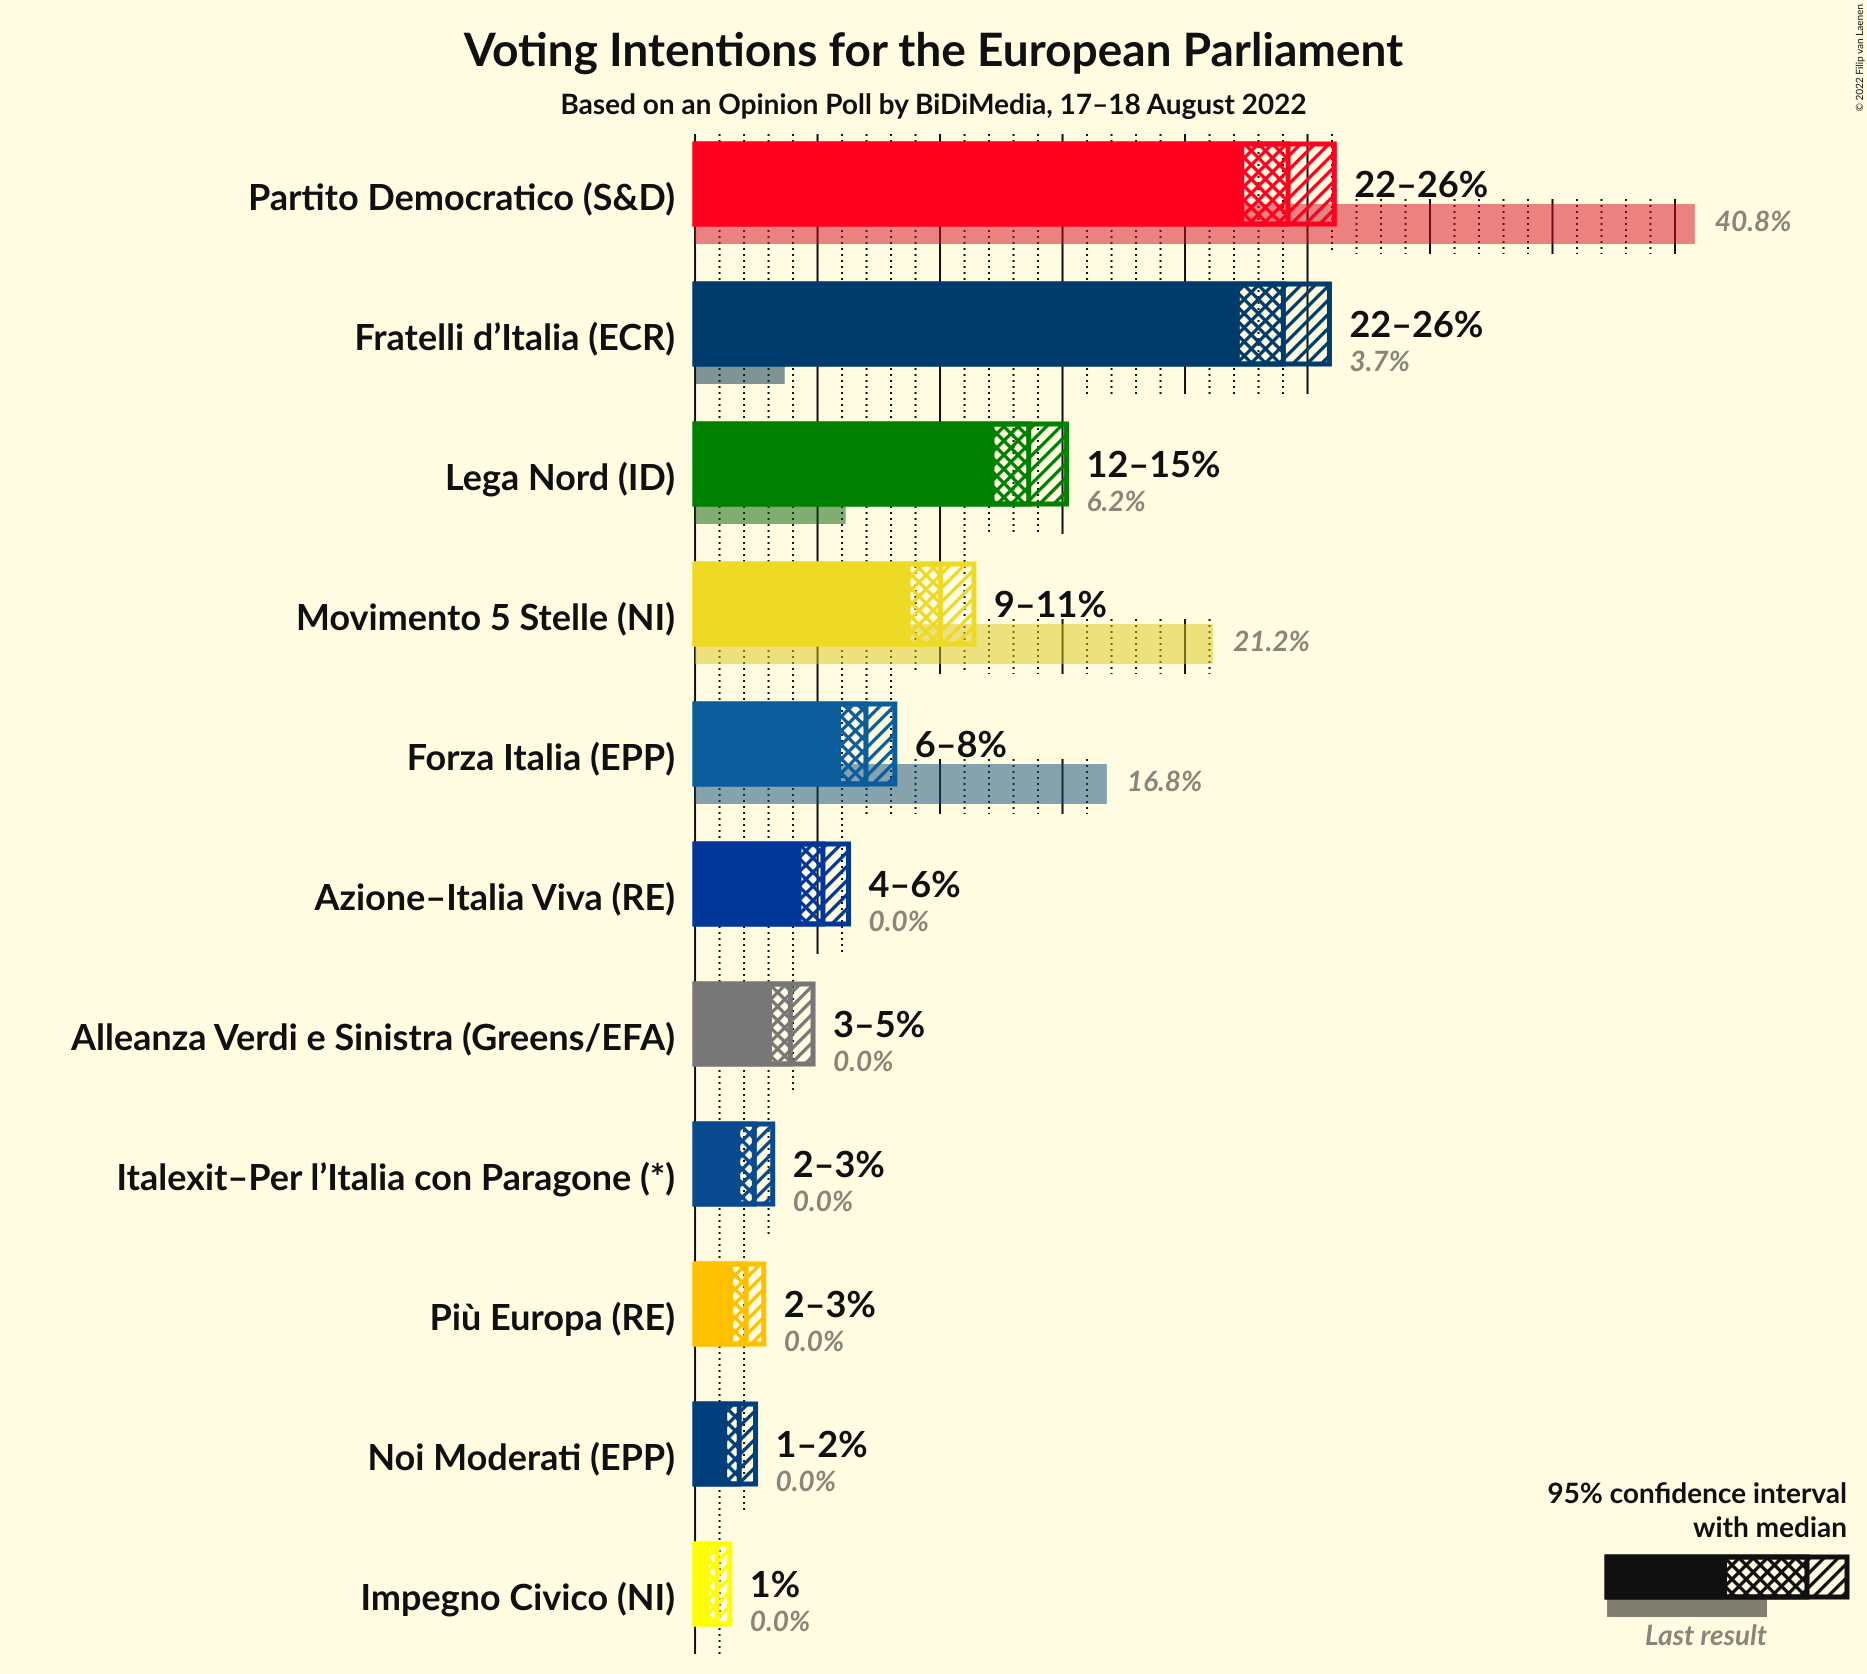 Voting Intentions for the European Parliament
Based on an Opinion Poll by BiDiMedia, 17–18 August 2022
© 2022 Filip van Laenen
Partito Democratico (S&D)
22–26%
40.8%
Fratelli d’Italia (ECR)
22–26%
3.7%
Lega Nord (ID)
12–15%
6.2%
Movimento 5 Stelle (NI)
9–11%
21.2%
Forza Italia (EPP)
6–8%
16.8%
Azione–Italia Viva (RE)
4–6%
0.0%
Alleanza Verdi e Sinistra (Greens/EFA)
3–5%
0.0%
Italexit–Per l’Italia con Paragone (*)
2–3%
0.0%
Più Europa (RE)
2–3%
0.0%
Noi Moderati (EPP)
1–2%
0.0%
Impegno Civico (NI)
1%
0.0%
95% confidence interval
with median
Last result